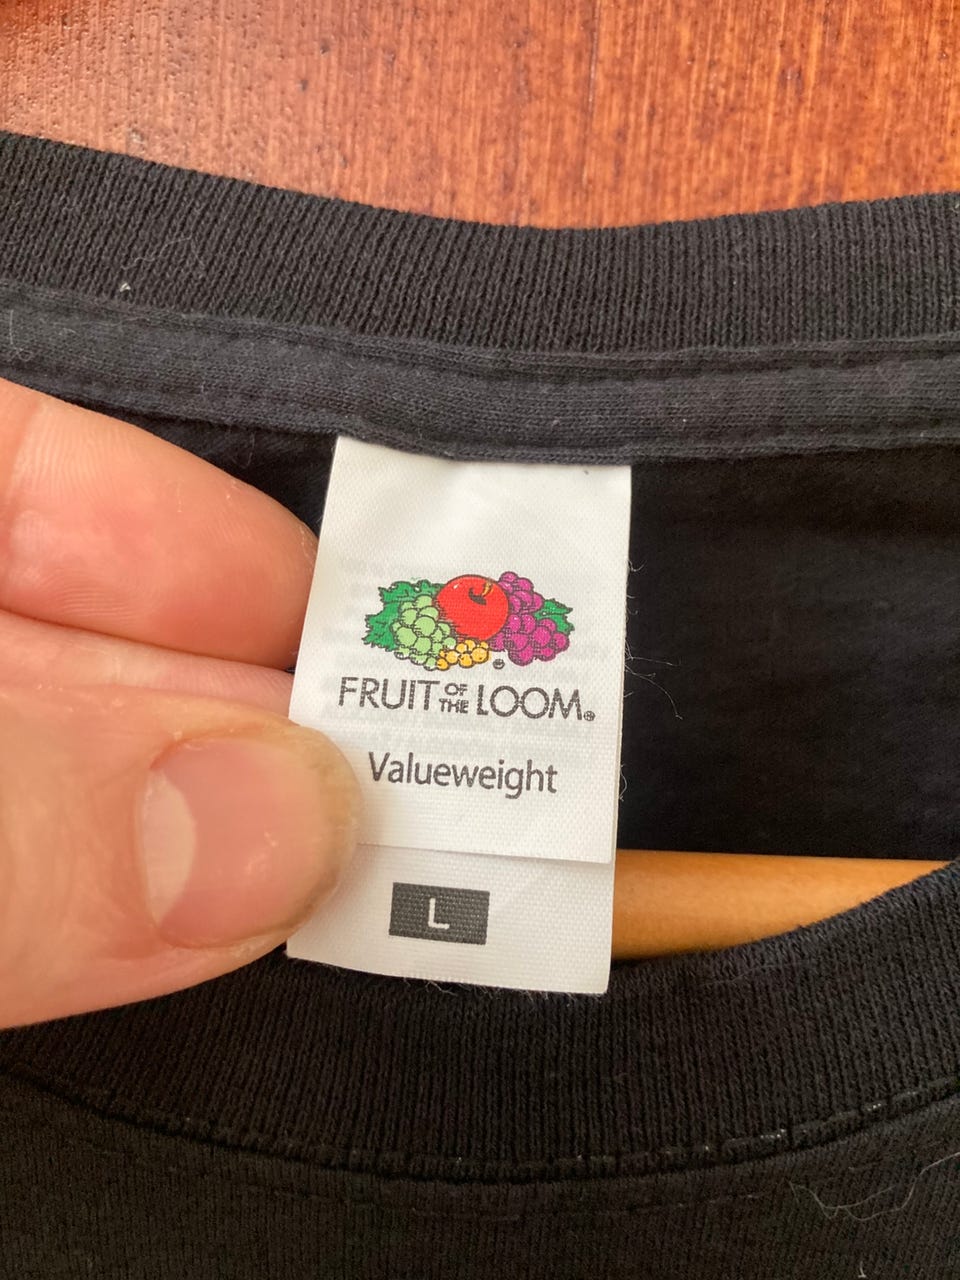 FRUIT OF THE LOOM®
Valueweight
L